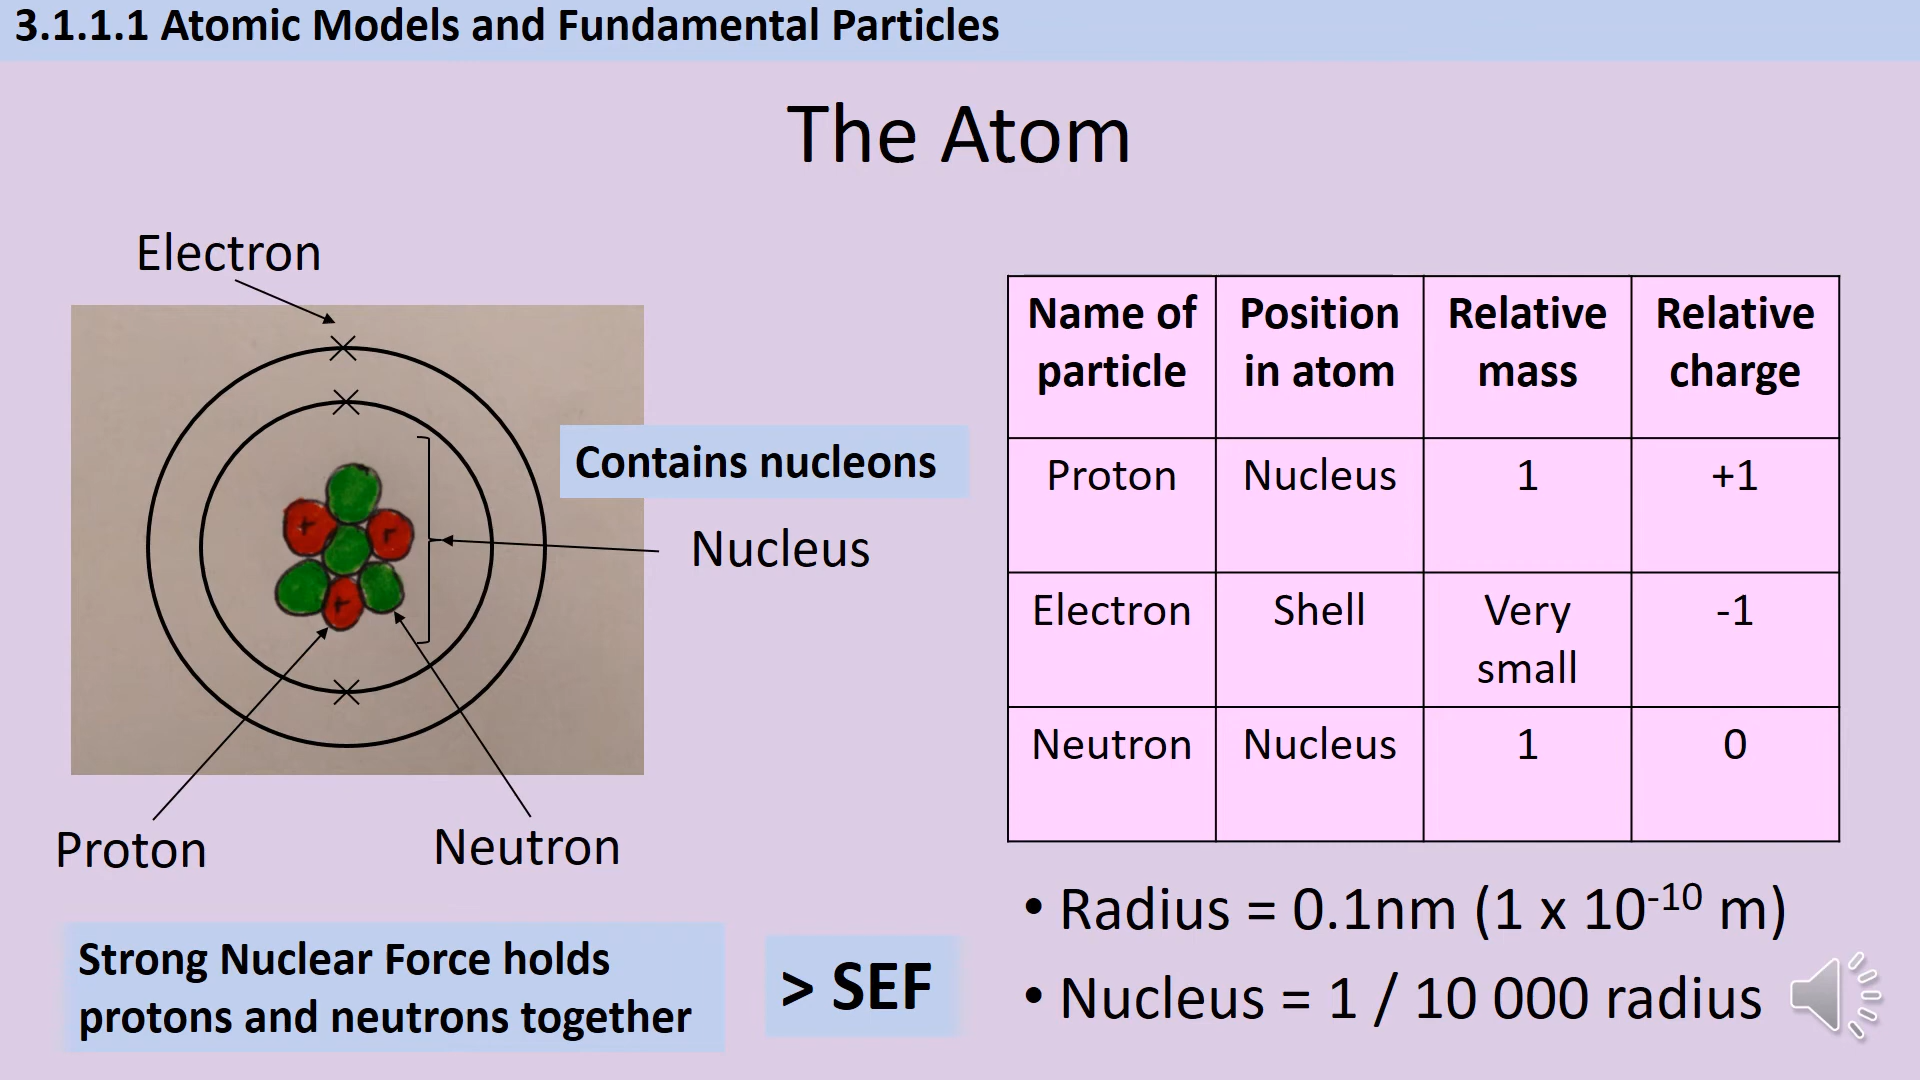 3.1.1.1 Atomic Models and Fundamental Particles
The Atom
Electron
Contains nucleons
Nucleus
Proton
Neutron
Strong Nuclear Force holds
protons and neutrons together
> SEF
Name of particle Position in atom Relative mass Relative charge
Proton Nucleus 1 +1
Electron Shell Very small -1
Neutron Nucleus 1 0
• Radius = 0.1nm (1 x 10⁻¹⁰ m)
• Nucleus = 1 / 10 000 radius